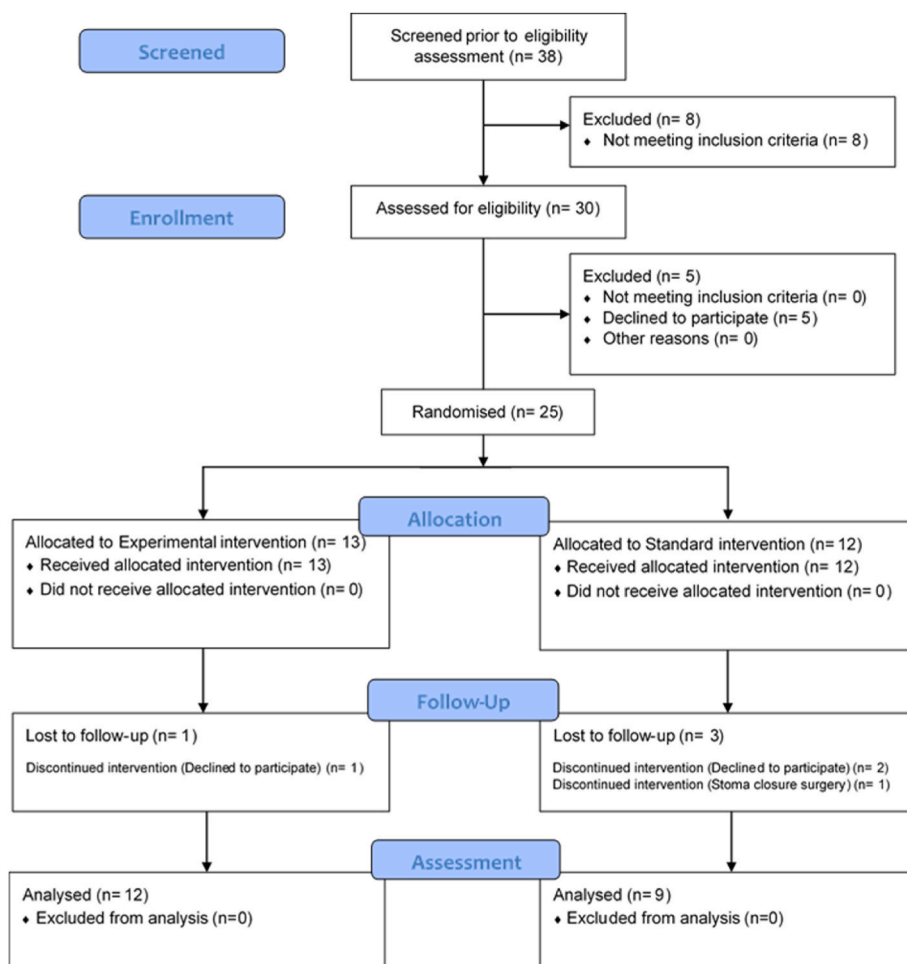 Screened
Screened prior to eligibility
assessment (n= 38)
Excluded (n= 8)
♦ Not meeting inclusion criteria (n= 8)
Enrollment
Assessed for eligibility (n= 30)
Excluded (n= 5)
♦ Not meeting inclusion criteria (n= 0)
♦ Declined to participate (n= 5)
♦ Other reasons (n= 0)
Randomised (n= 25)
Allocation
Allocated to Experimental intervention (n= 13)
♦ Received allocated intervention (n= 13)
♦ Did not receive allocated intervention (n= 0)
Allocated to Standard intervention (n= 12)
♦ Received allocated intervention (n= 12)
♦ Did not receive allocated intervention (n= 0)
Follow-Up
Lost to follow-up (n= 1)
Discontinued intervention (Declined to participate) (n= 1)
Lost to follow-up (n= 3)
Discontinued intervention (Declined to participate) (n= 2)
Discontinued intervention (Stoma closure surgery) (n= 1)
Assessment
Analysed (n= 12)
♦ Excluded from analysis (n=0)
Analysed (n= 9)
♦ Excluded from analysis (n=0)